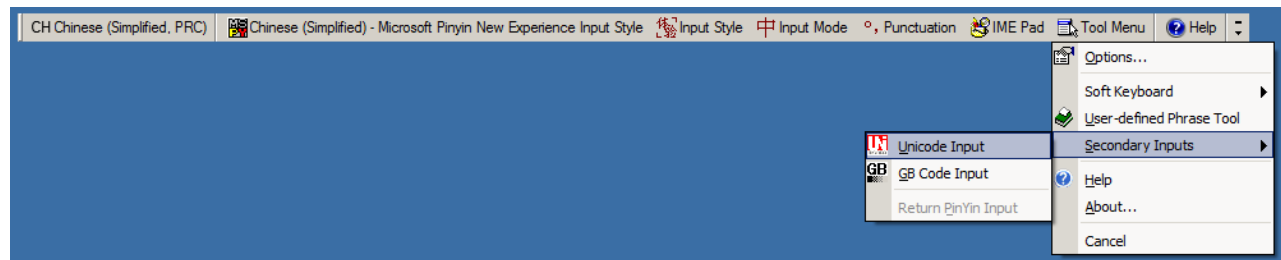 CH Chinese (Simplified, PRC) Chinese (Simplified) - Microsoft Pinyin New Experience Input Style Input Style 中 Input Mode °, Punctuation IME Pad Tool Menu Help
Options...
Soft Keyboard
User-defined Phrase Tool
Unicode Input Secondary Inputs
GB GB Code Input Help
Return PinYin Input About...
Cancel